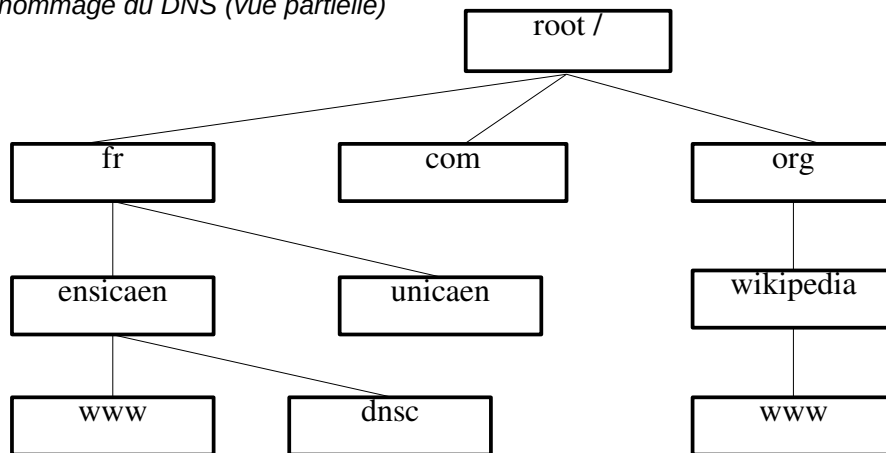 nommage du DNS (vue partielle)
root /
fr com org
ensicaen unicaen wikipedia
www dnsc www